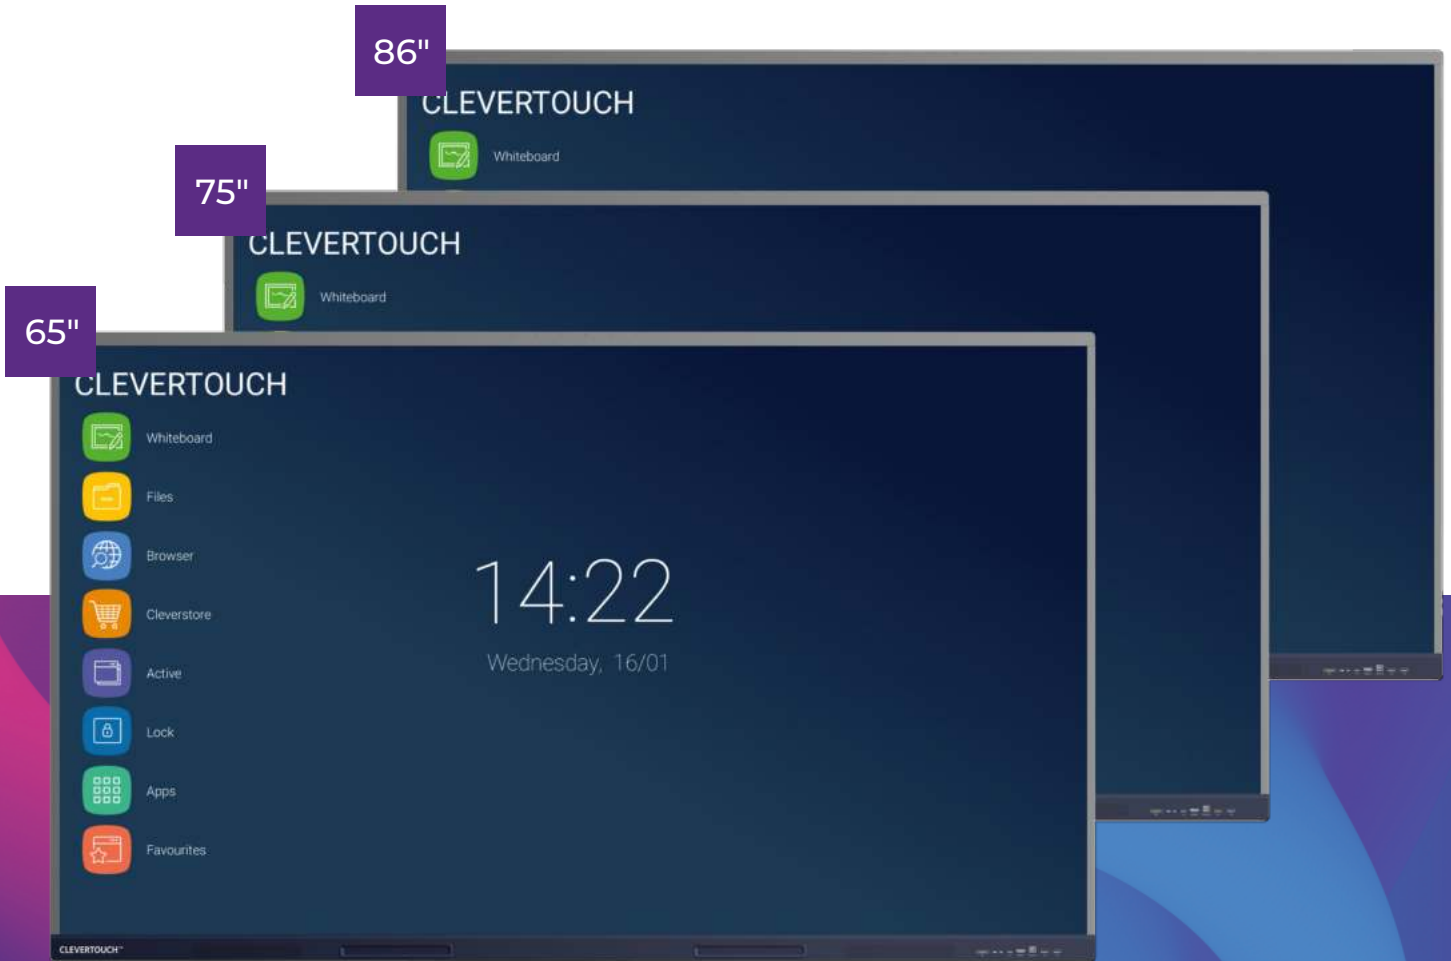 86"
CLEVERTOUCH
Whiteboard
75"
CLEVERTOUCH
Whiteboard
65"
CLEVERTOUCH
Whiteboard
Files
Browser
Cleverstore
Active
Lock
Apps
Favourites
14:22
Wednesday, 16/01
CLEVERTOUCH™